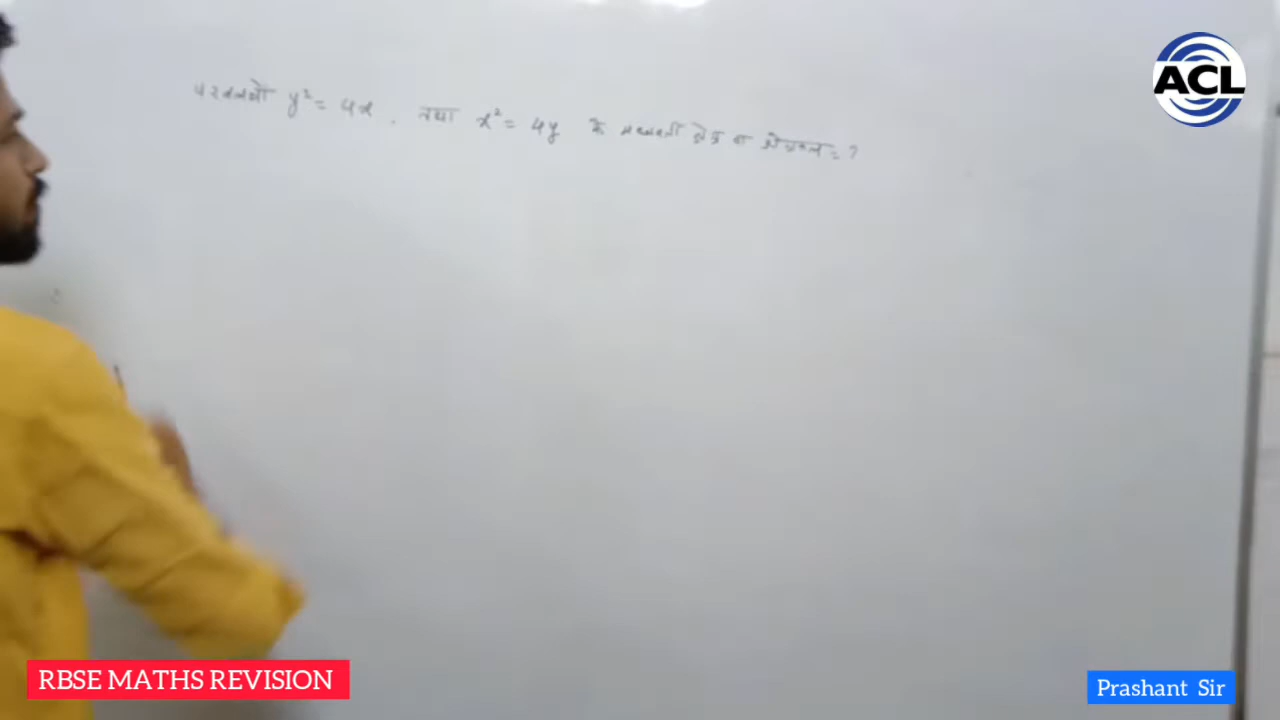 परवलयों y² = 4x, तथा x² = 4y के मध्यवर्ती क्षेत्र का क्षेत्रफल = ?
ACL
RBSE MATHS REVISION
Prashant Sir